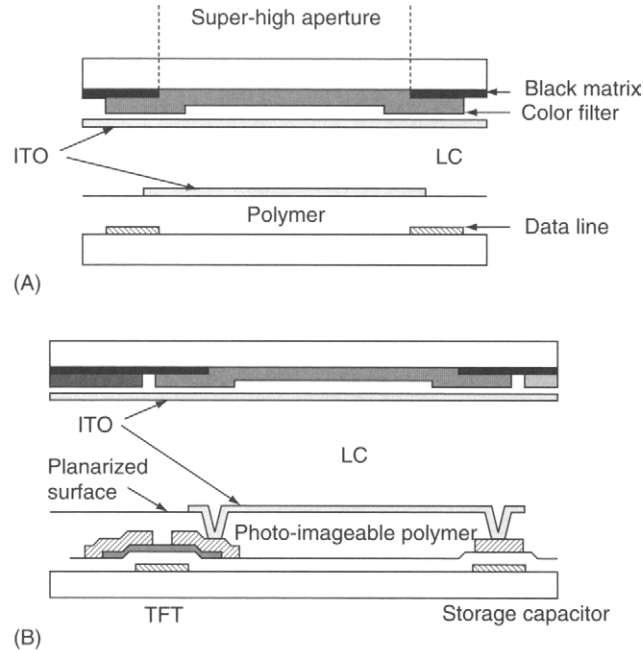 Super-high aperture
Black matrix
Color filter
ITO
LC
Polymer
Data line
(A)
ITO
LC
Planarized
surface
Photo-imageable polymer
TFT
Storage capacitor
(B)